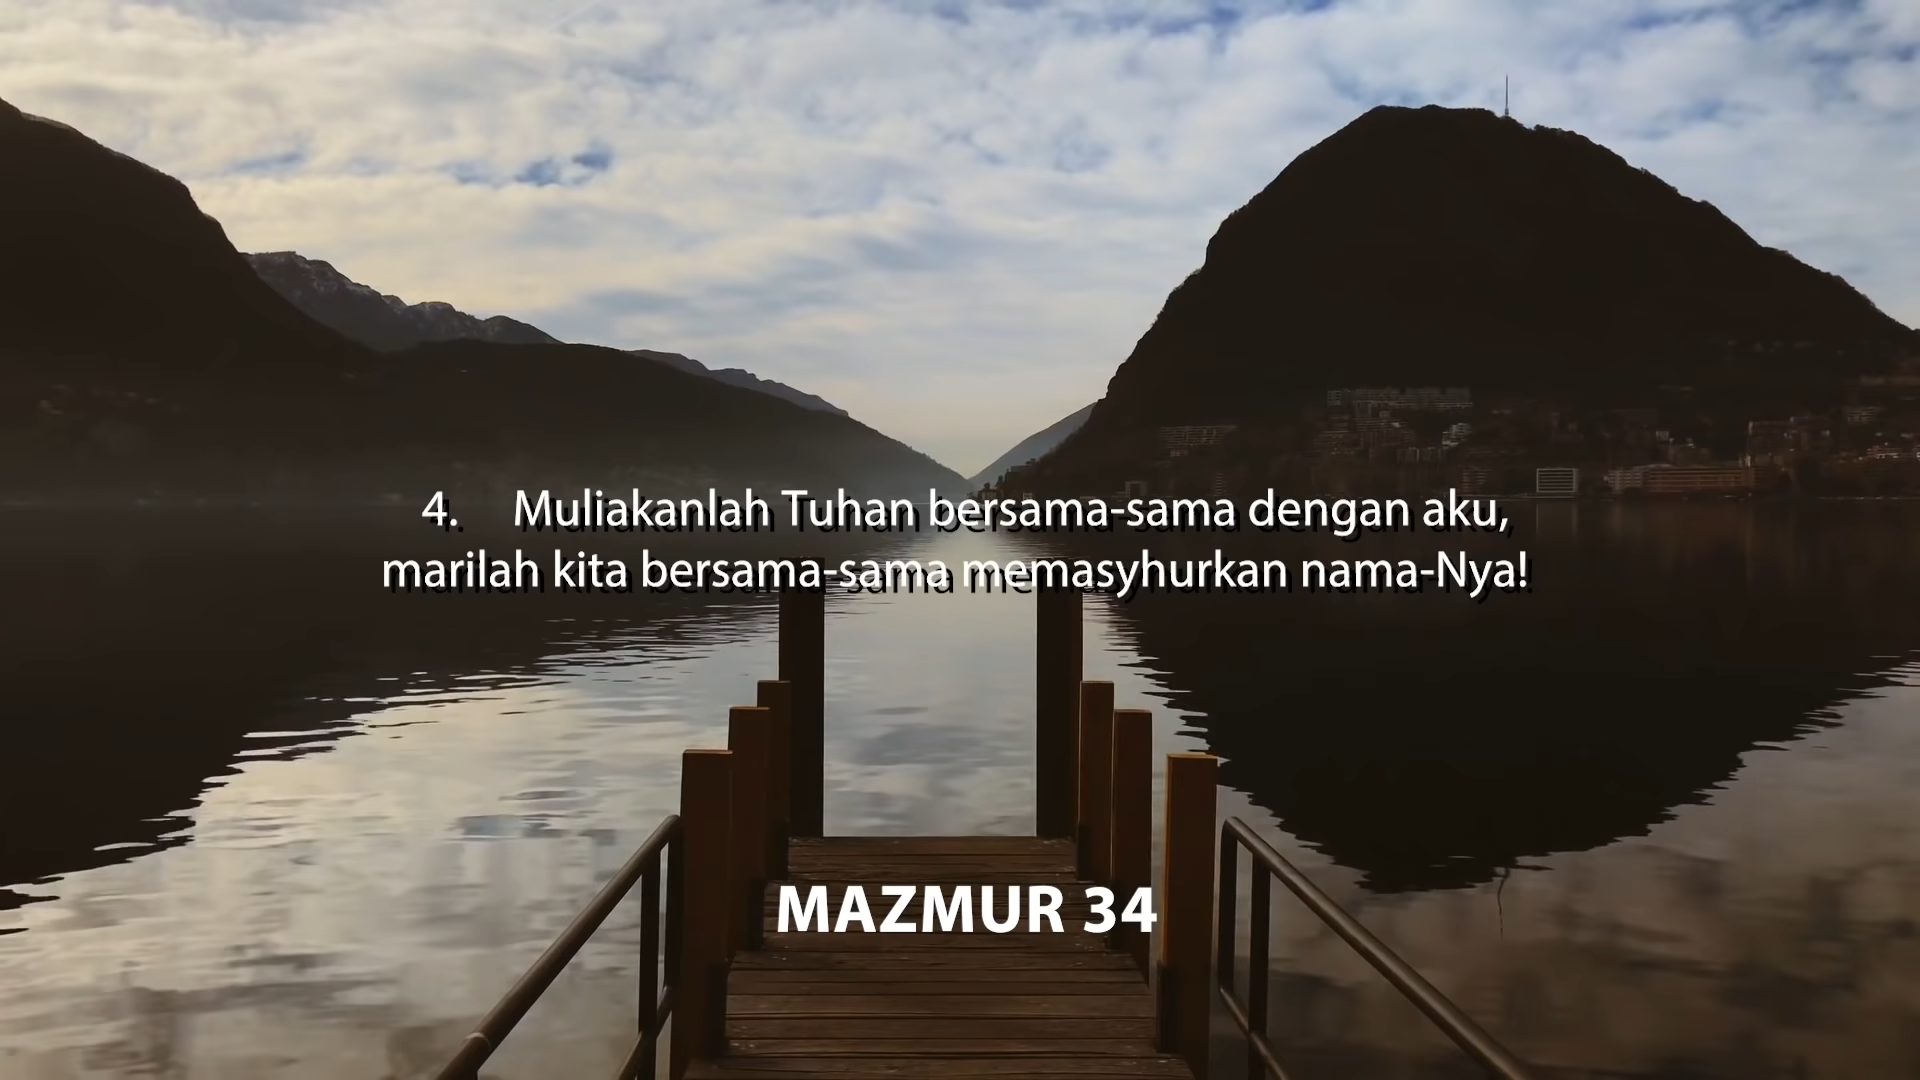 4. Muliakanlah Tuhan bersama-sama dengan aku,
marilah kita bersama-sama memasyhurkan nama-Nya!
MAZMUR 34